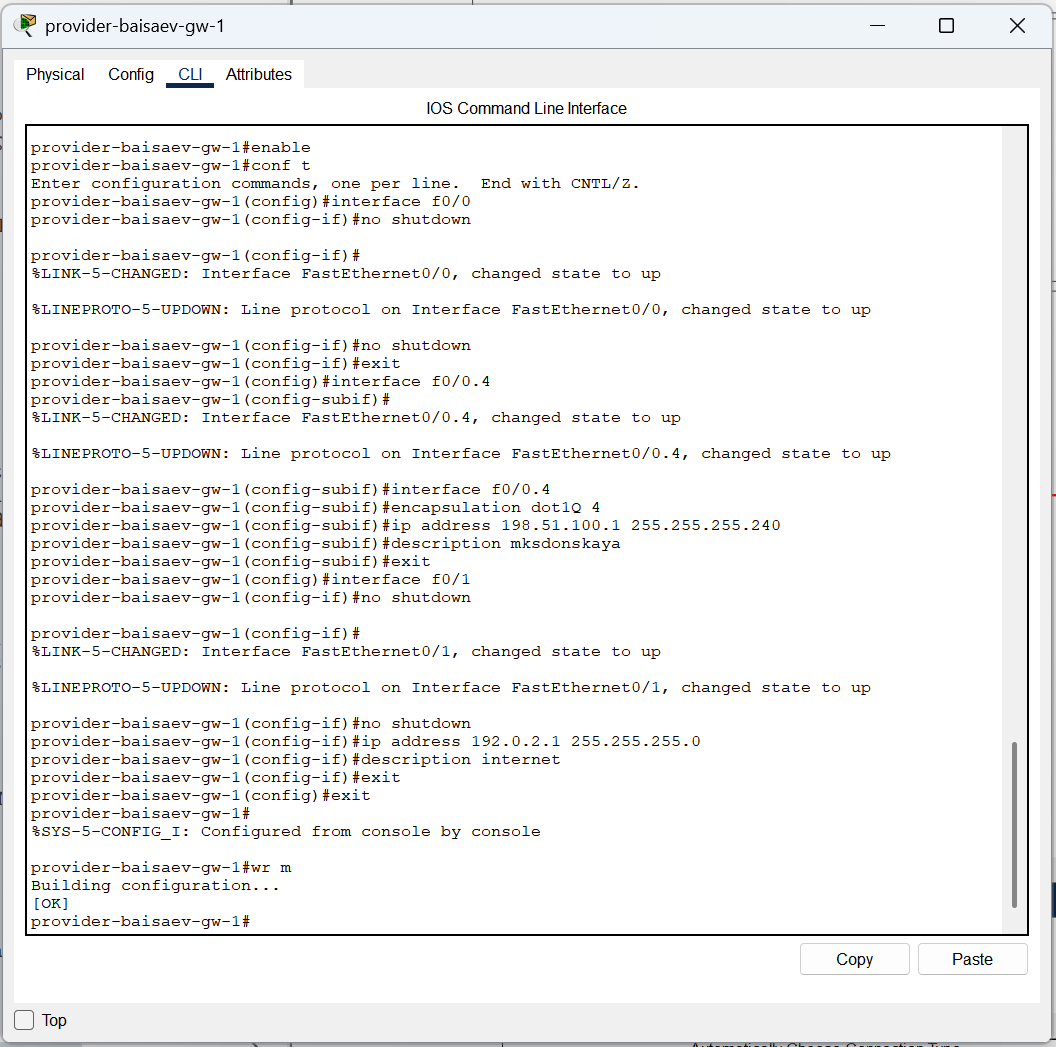 provider-baisaev-gw-1
Physical Config CLI Attributes
IOS Command Line Interface
provider-baisaev-gw-1#enable
provider-baisaev-gw-1#conf t
Enter configuration commands, one per line.  End with CNTL/Z.
provider-baisaev-gw-1(config)#interface f0/0
provider-baisaev-gw-1(config-if)#no shutdown
provider-baisaev-gw-1(config-if)#
%LINK-5-CHANGED: Interface FastEthernet0/0, changed state to up
%LINEPROTO-5-UPDOWN: Line protocol on Interface FastEthernet0/0, changed state to up
provider-baisaev-gw-1(config-if)#no shutdown
provider-baisaev-gw-1(config-if)#exit
provider-baisaev-gw-1(config)#interface f0/0.4
provider-baisaev-gw-1(config-subif)#
%LINK-5-CHANGED: Interface FastEthernet0/0.4, changed state to up
%LINEPROTO-5-UPDOWN: Line protocol on Interface FastEthernet0/0.4, changed state to up
provider-baisaev-gw-1(config-subif)#interface f0/0.4
provider-baisaev-gw-1(config-subif)#encapsulation dot1Q 4
provider-baisaev-gw-1(config-subif)#ip address 198.51.100.1 255.255.255.240
provider-baisaev-gw-1(config-subif)#description mksdonskaya
provider-baisaev-gw-1(config-subif)#exit
provider-baisaev-gw-1(config)#interface f0/1
provider-baisaev-gw-1(config-if)#no shutdown
provider-baisaev-gw-1(config-if)#
%LINK-5-CHANGED: Interface FastEthernet0/1, changed state to up
%LINEPROTO-5-UPDOWN: Line protocol on Interface FastEthernet0/1, changed state to up
provider-baisaev-gw-1(config-if)#no shutdown
provider-baisaev-gw-1(config-if)#ip address 192.0.2.1 255.255.255.0
provider-baisaev-gw-1(config-if)#description internet
provider-baisaev-gw-1(config-if)#exit
provider-baisaev-gw-1(config)#exit
provider-baisaev-gw-1#
%SYS-5-CONFIG_I: Configured from console by console
provider-baisaev-gw-1#wr m
Building configuration...
[OK]
provider-baisaev-gw-1#
Copy Paste
Top